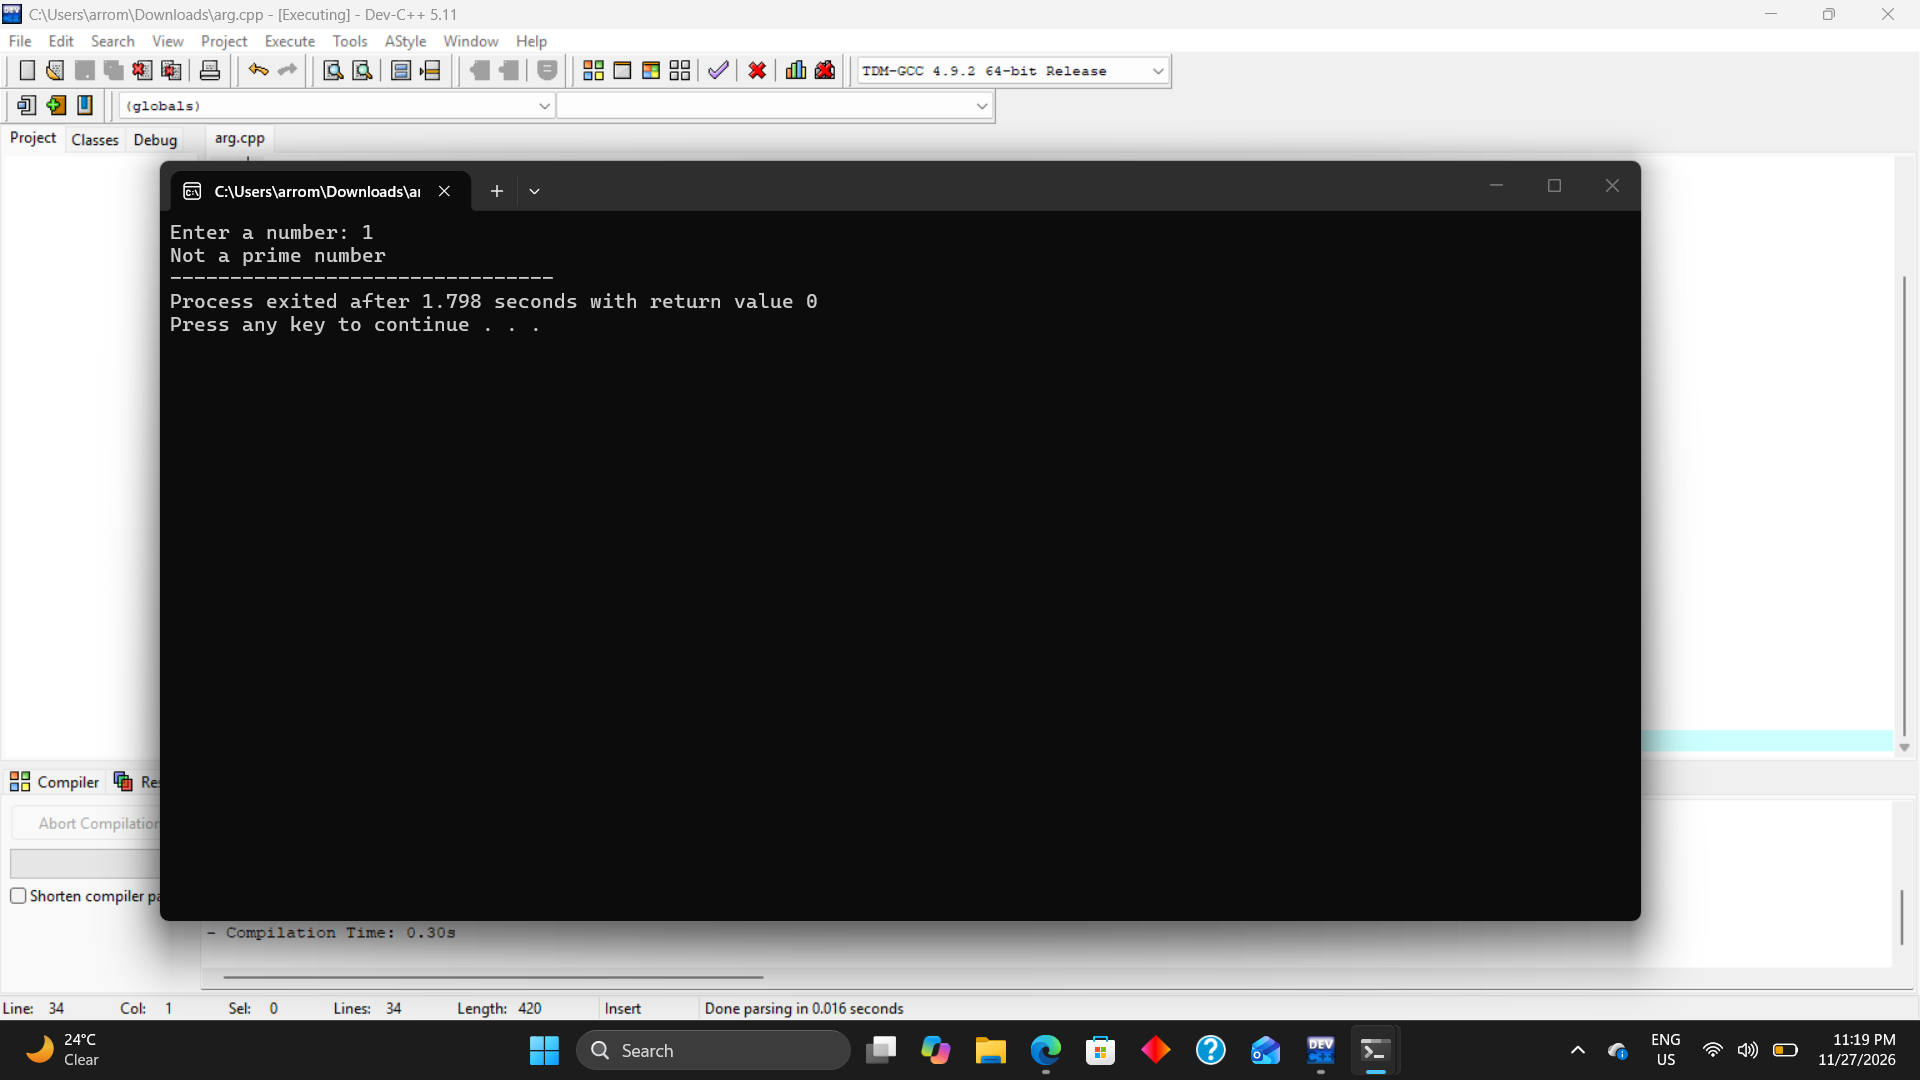 C:\Users\arrom\Downloads\arg.cpp - [Executing] - Dev-C++ 5.11
File Edit Search View Project Execute Tools AStyle Window Help
TDM-GCC 4.9.2 64-bit Release
(globals)
Project Classes Debug arg.cpp
C:\Users\arrom\Downloads\ar
Enter a number: 1
Not a prime number
--------------------------------
Process exited after 1.798 seconds with return value 0
Press any key to continue . . .
Compiler Res
Abort Compilation
Shorten compiler pa
- Compilation Time: 0.30s
Line: 34 Col: 1 Sel: 0 Lines: 34 Length: 420 Insert Done parsing in 0.016 seconds
24°C
Clear
Search
DEV
ENG
US
11:19 PM
11/27/2026